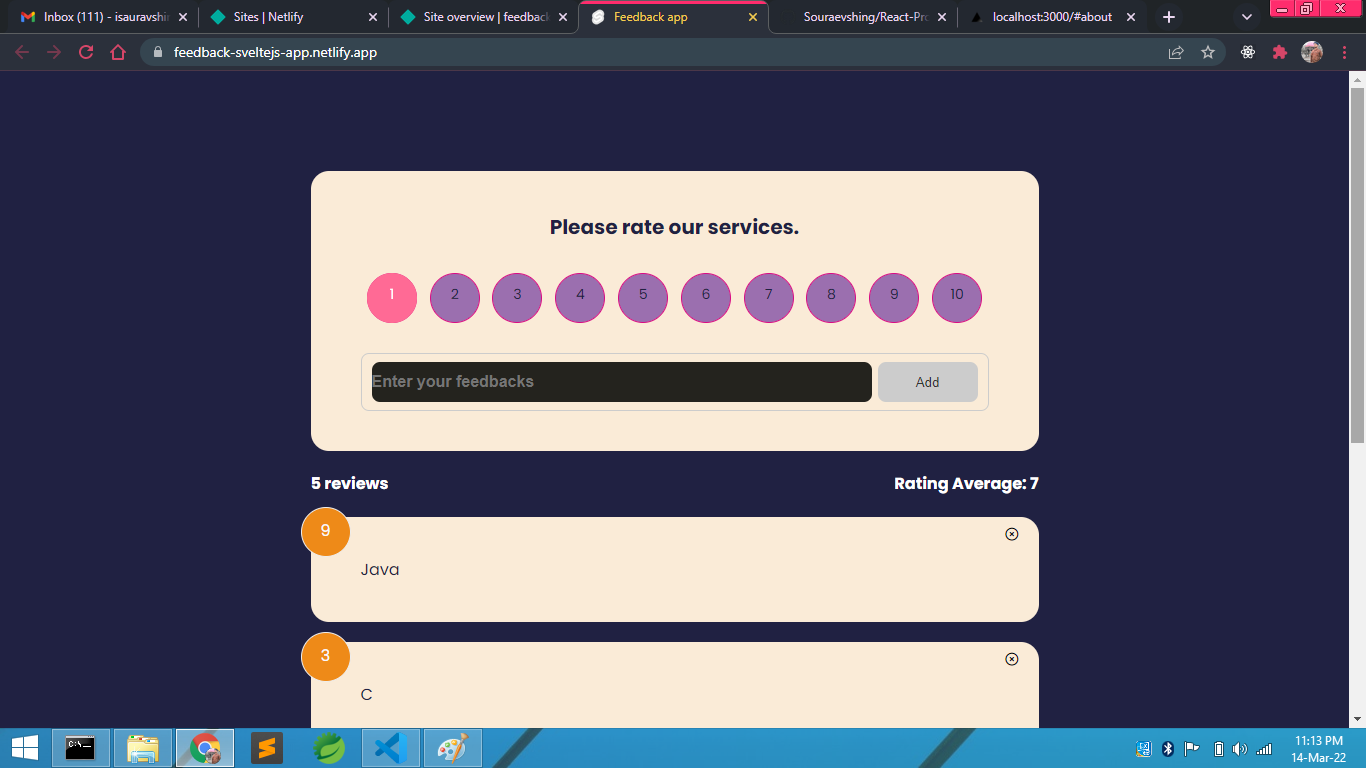 Inbox (111) - isauravshin
Sites | Netlify
Site overview | feedback
Feedback app
Souraevshing/React-Pro
localhost:3000/#about
feedback-sveltejs-app.netlify.app
Please rate our services.
1 2 3 4 5 6 7 8 9 10
Enter your feedbacks
Add
5 reviews
Rating Average: 7
9
Java
3
C
C:\
11:13 PM
14-Mar-22